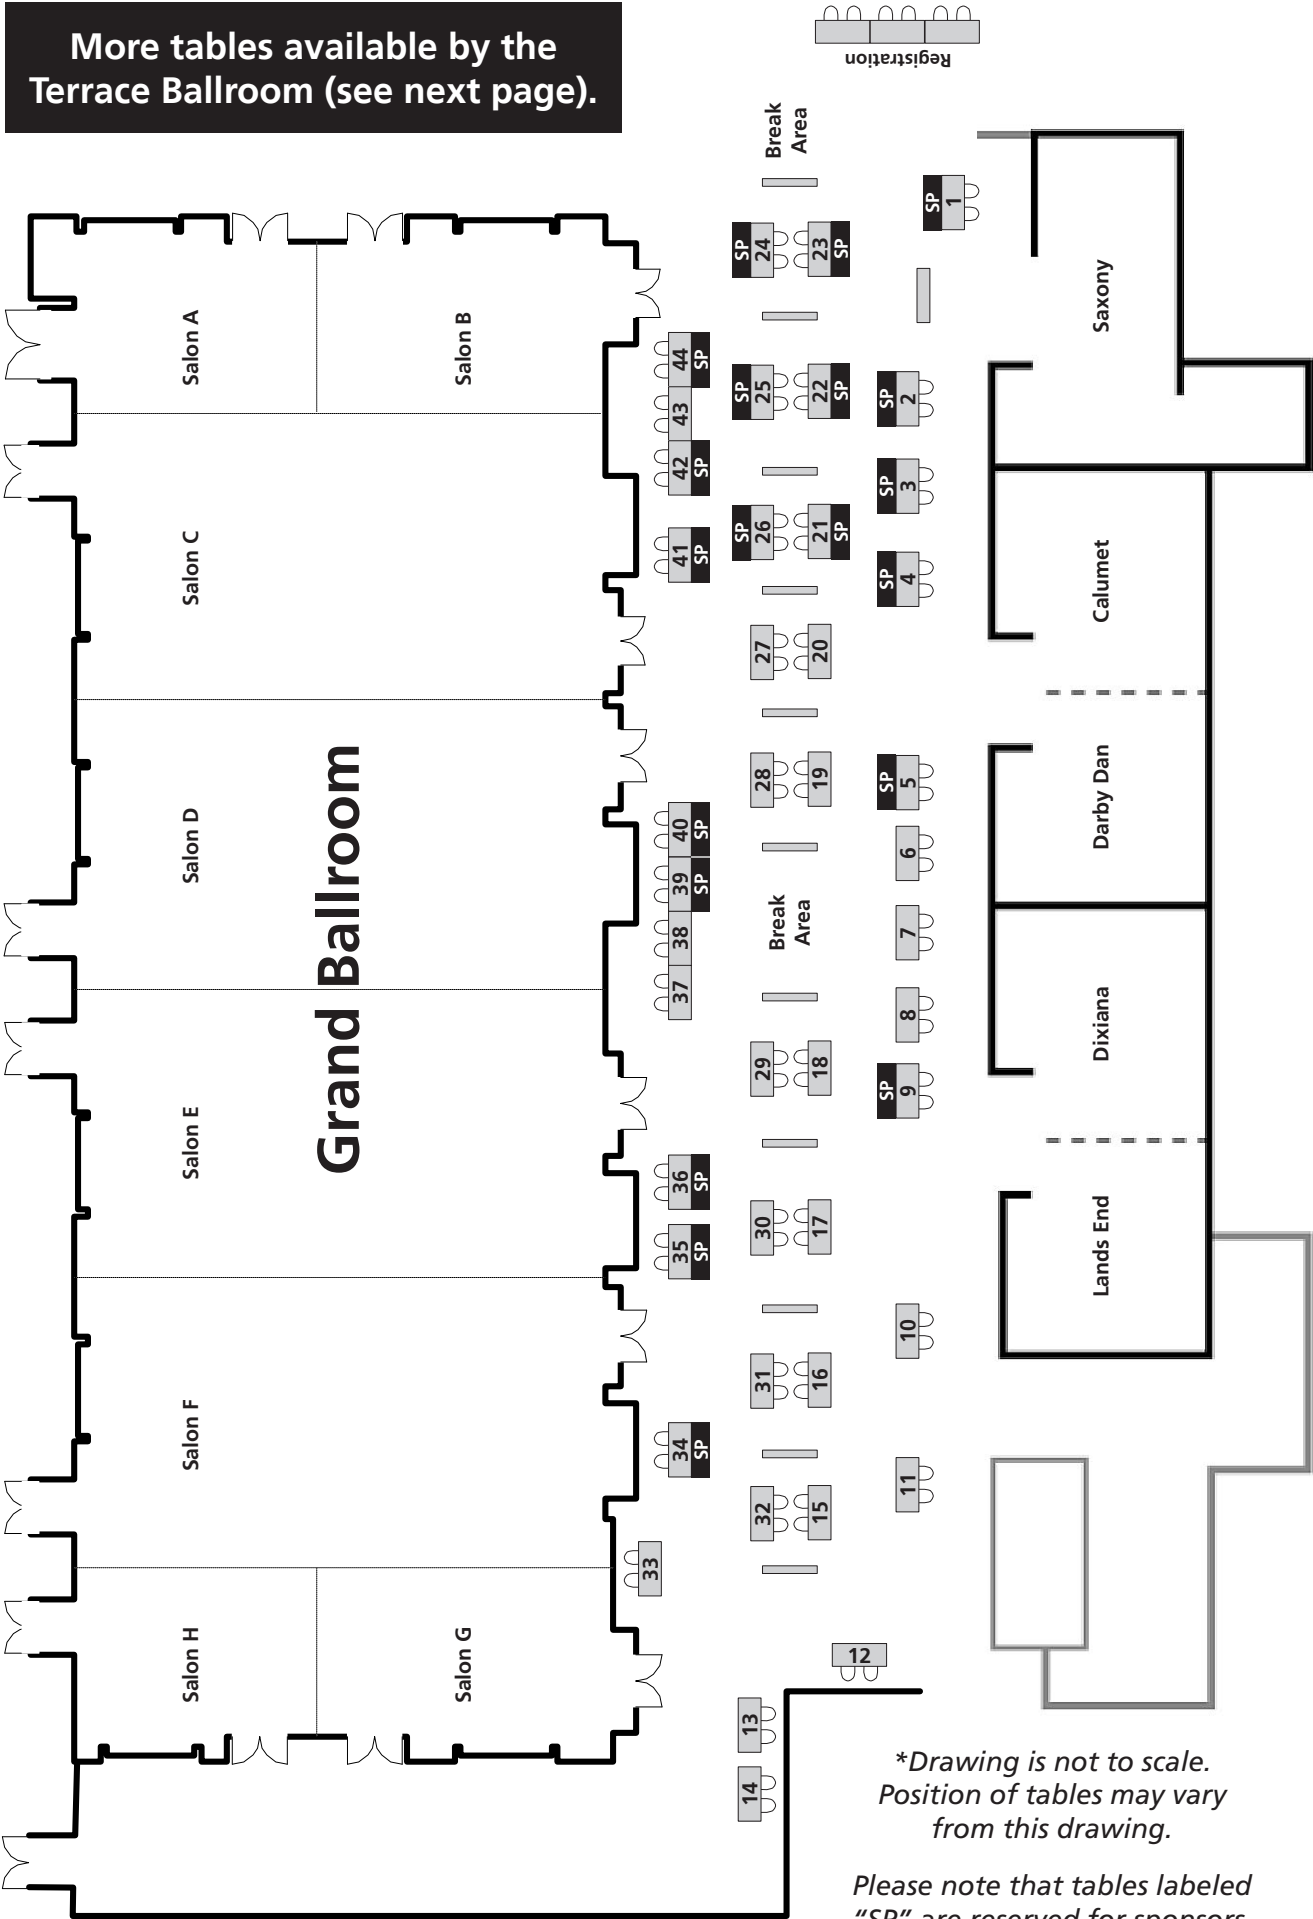 More tables available by the
Terrace Ballroom (see next page).
Registration
Break
Area
SP
1
SP
24
23
SP
Saxony
Salon A
Salon B
44
SP
43
42
SP
SP
25
22
SP
SP
2
SP
3
Salon C
41
SP
SP
26
21
SP
SP
4
Calumet
27
20
Grand Ballroom
Salon D
40
SP
39
SP
38
37
28
19
SP
5
6
Darby Dan
Break
Area
7
8
Dixiana
29
18
SP
9
Salon E
36
SP
35
SP
30
17
Lands End
10
31
16
Salon F
34
SP
32
15
11
33
Salon H
Salon G
12
13
14
*Drawing is not to scale.
Position of tables may vary
from this drawing.
Please note that tables labeled
“SP” are reserved for sponsors